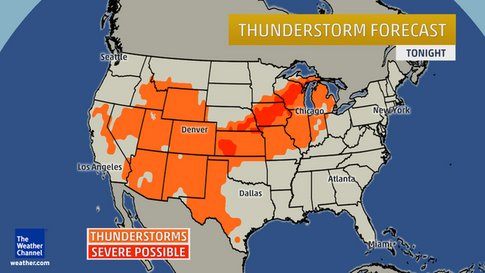 THUNDERSTORM FORECAST
TONIGHT
Seattle
New York
Chicago
Denver
Los Angeles
Atlanta
Dallas
Miami
The
Weather
Channel
weather.com
THUNDERSTORMS
SEVERE POSSIBLE